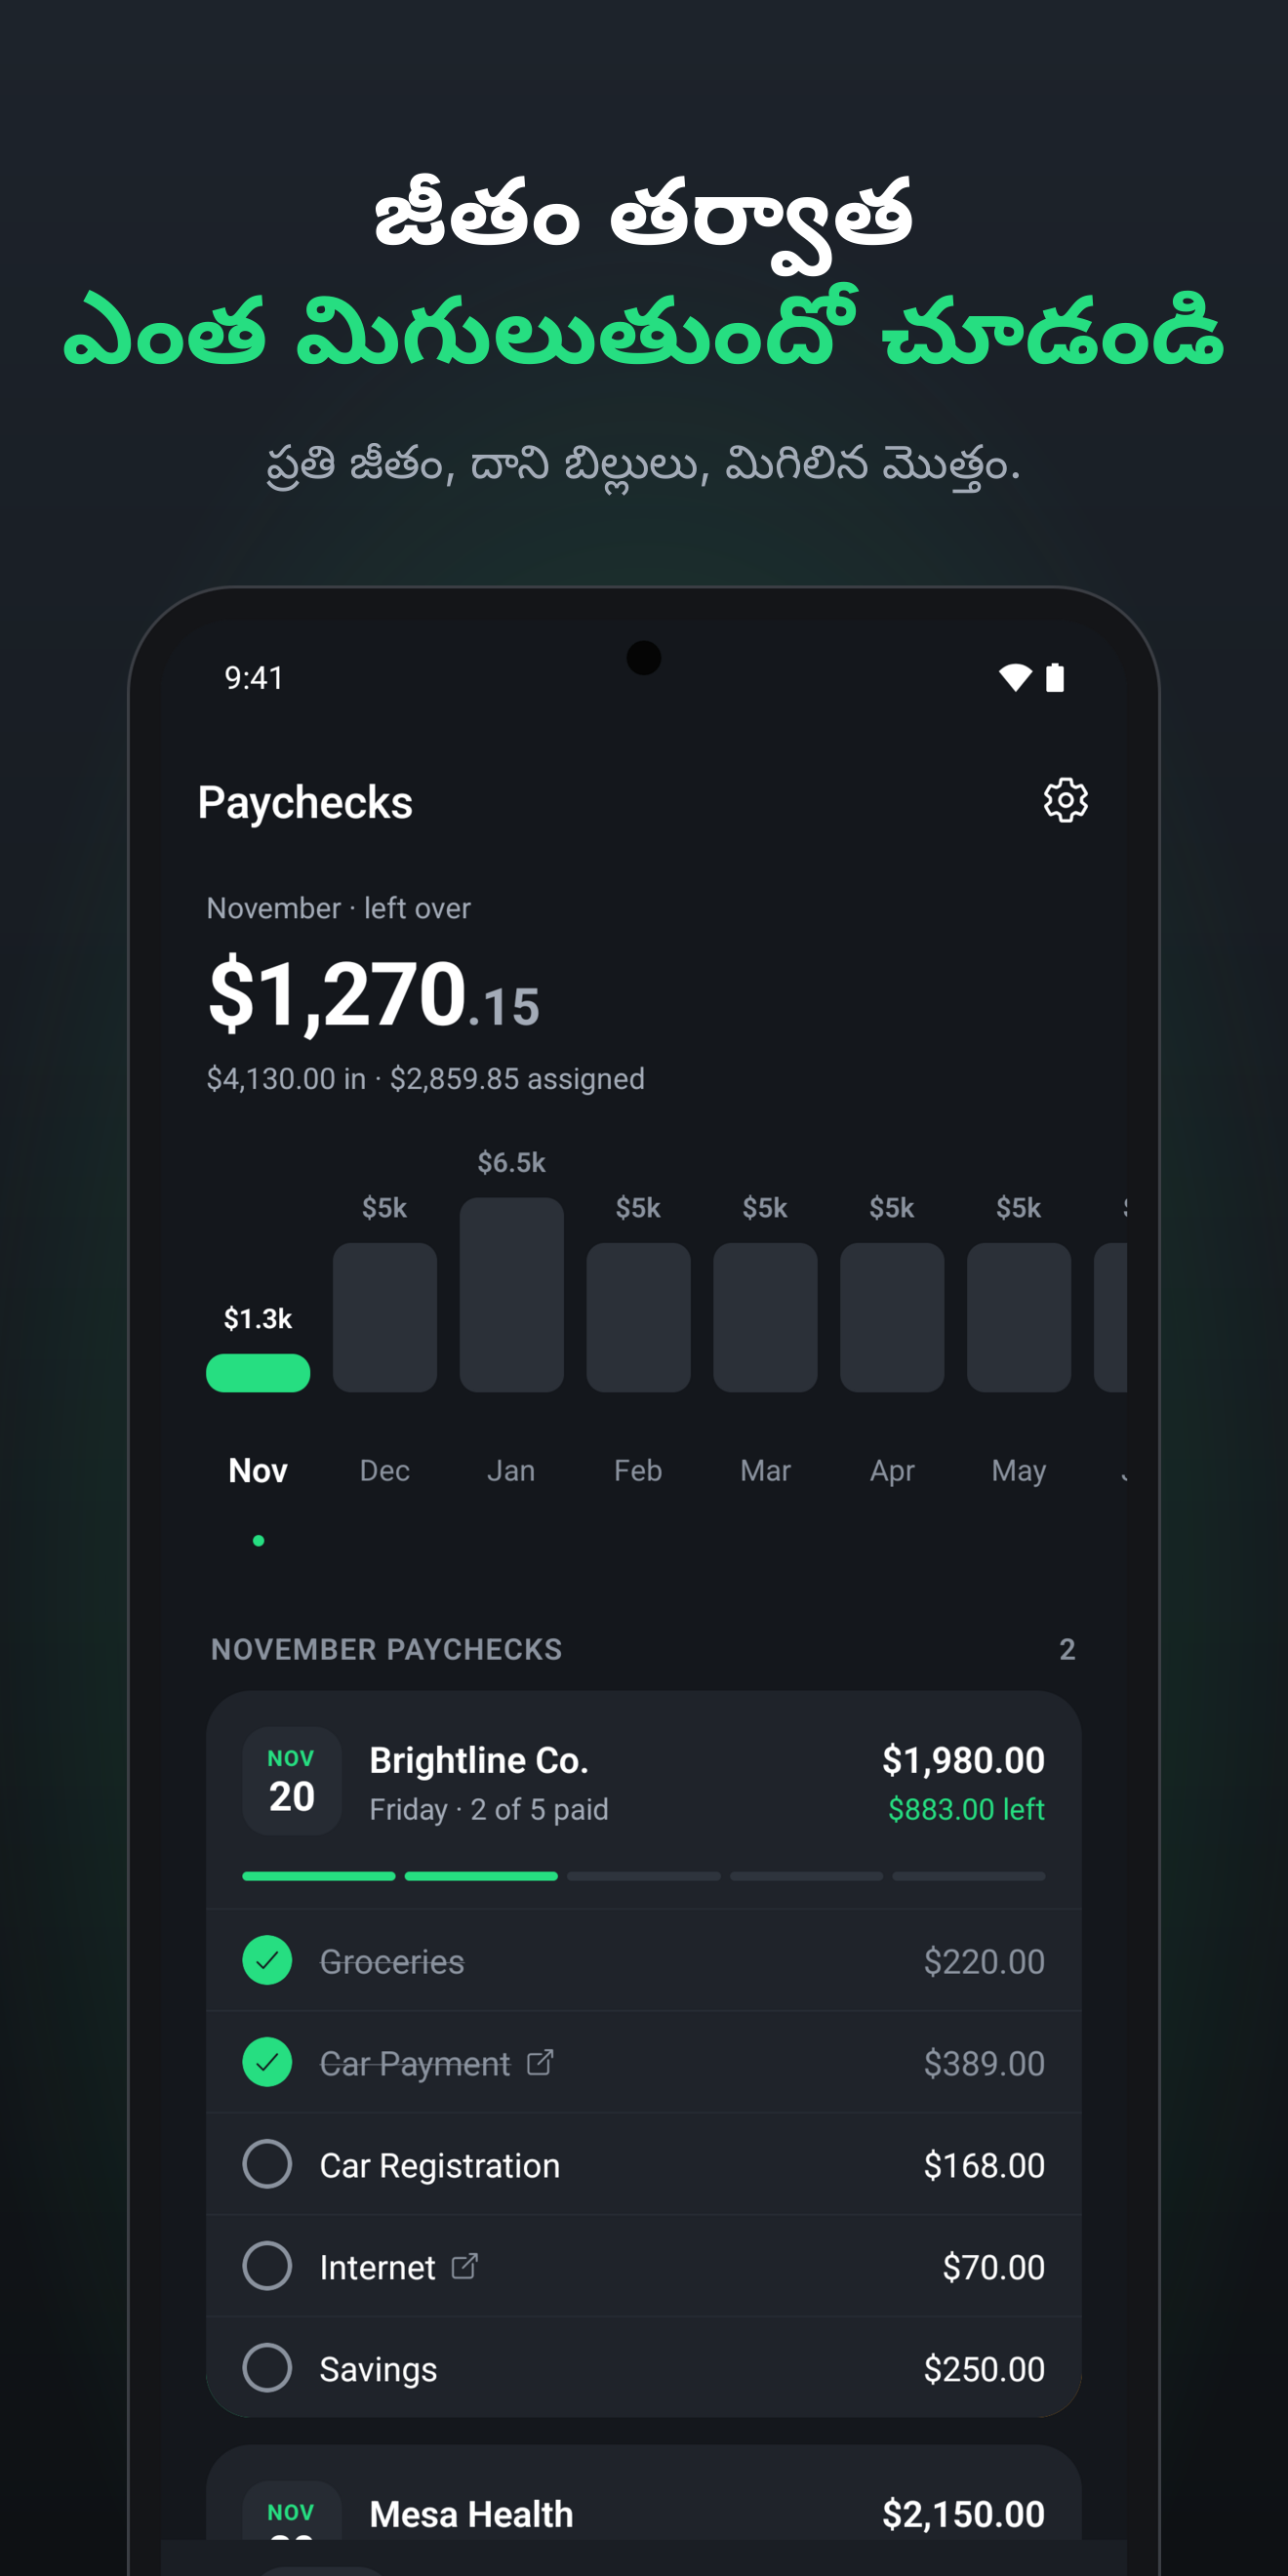 జీతం తర్వాత
ఎంత మిగులుతుందో చూడండి
ప్రతి జీతం, దాని బిల్లులు, మిగిలిన మొత్తం.
9:41
Paychecks
November · left over
$1,270.15
$4,130.00 in · $2,859.85 assigned
$1.3k $5k $6.5k $5k $5k $5k $5k
Nov Dec Jan Feb Mar Apr May
NOVEMBER PAYCHECKS 2
NOV 20 Brightline Co. $1,980.00
Friday · 2 of 5 paid $883.00 left
Groceries $220.00
Car Payment $389.00
Car Registration $168.00
Internet $70.00
Savings $250.00
NOV Mesa Health $2,150.00